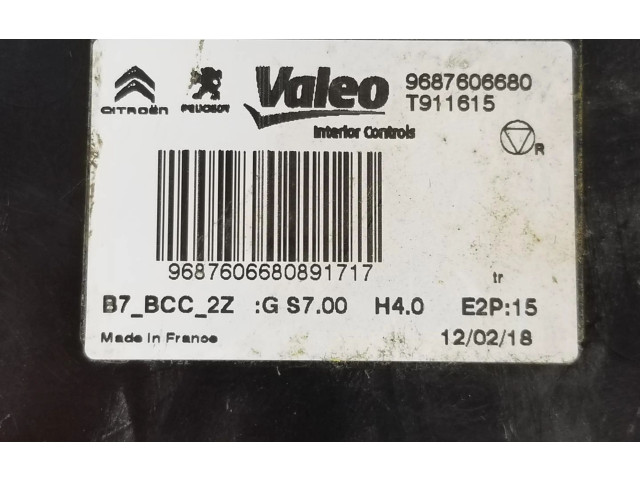 CITROËN PEUGEOT Valeo 9687606680
T911615
Interior Controls
R
9687606680891717
tr
B7_BCC_2Z :G S7.00 H4.0 E2P:15
Made in France 12/02/18